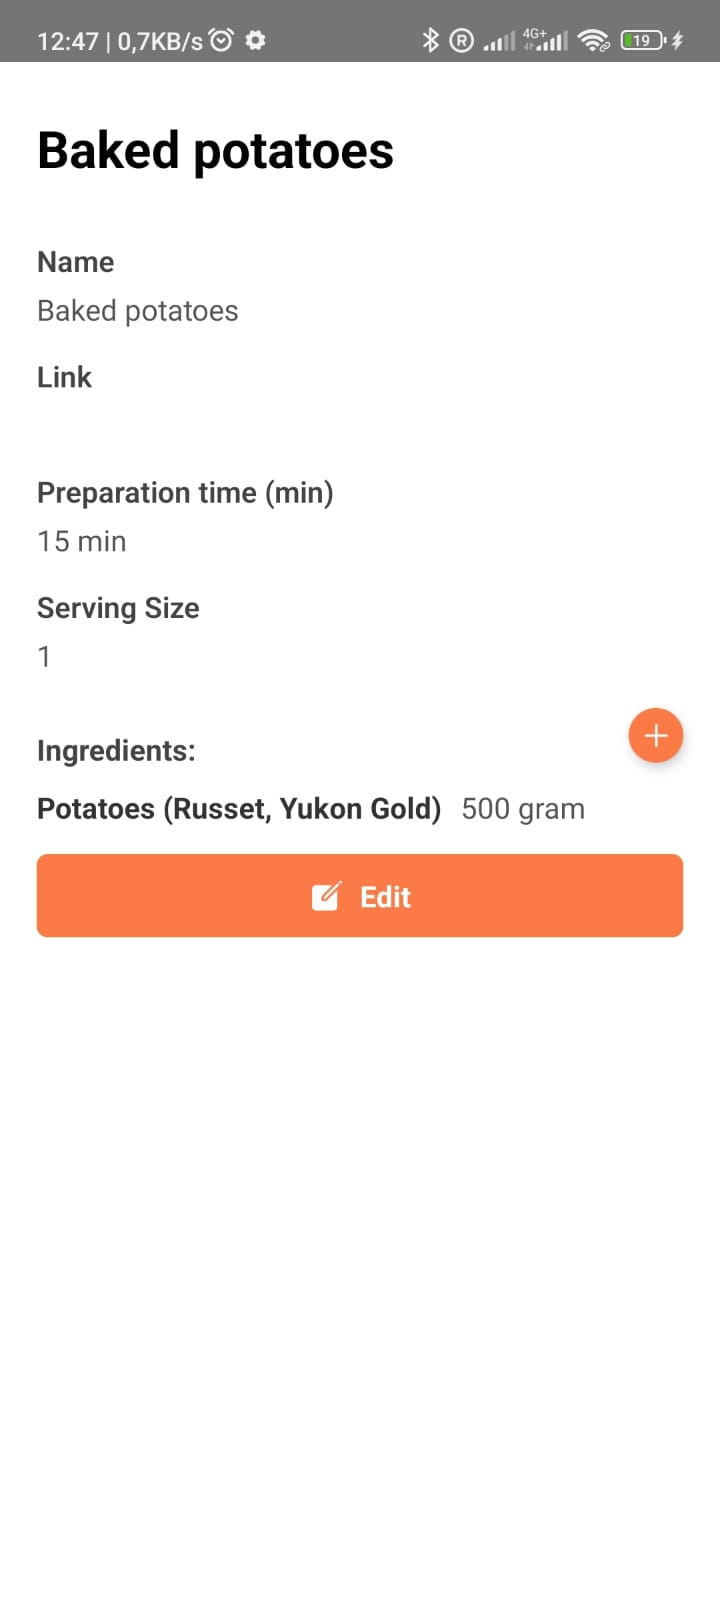 12:47 | 0,7KB/s
R 4G+ 19
Baked potatoes
Name
Baked potatoes
Link
Preparation time (min)
15 min
Serving Size
1
Ingredients:
Potatoes (Russet, Yukon Gold) 500 gram
Edit